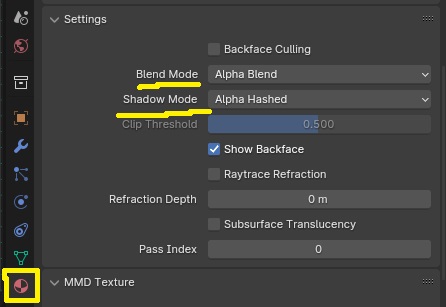 Settings
Backface Culling
Blend Mode Alpha Blend
Shadow Mode Alpha Hashed
Clip Threshold 0.500
Show Backface
Raytrace Refraction
Refraction Depth 0 m
Subsurface Translucency
Pass Index 0
MMD Texture